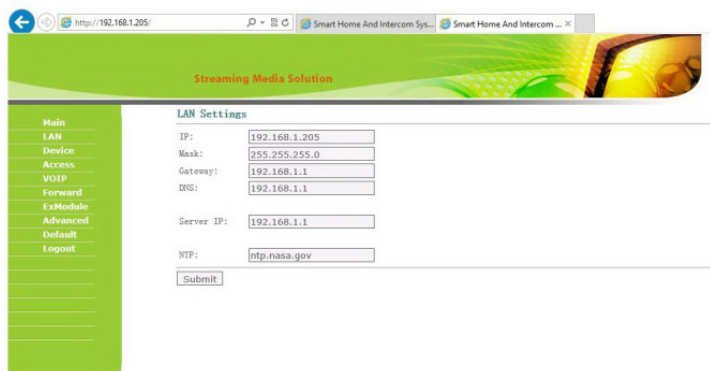 http://192.168.1.205/
Smart Home And Intercom Sys...
Smart Home And Intercom ...
Streaming Media Solution
Main
LAN
Device
Access
VOIP
Forward
ExModule
Advanced
Default
Logout
LAN Settings
IP: 192.168.1.205
Mask: 255.255.255.0
Gateway: 192.168.1.1
DNS: 192.168.1.1
Server IP: 192.168.1.1
NTP: ntp.nasa.gov
Submit